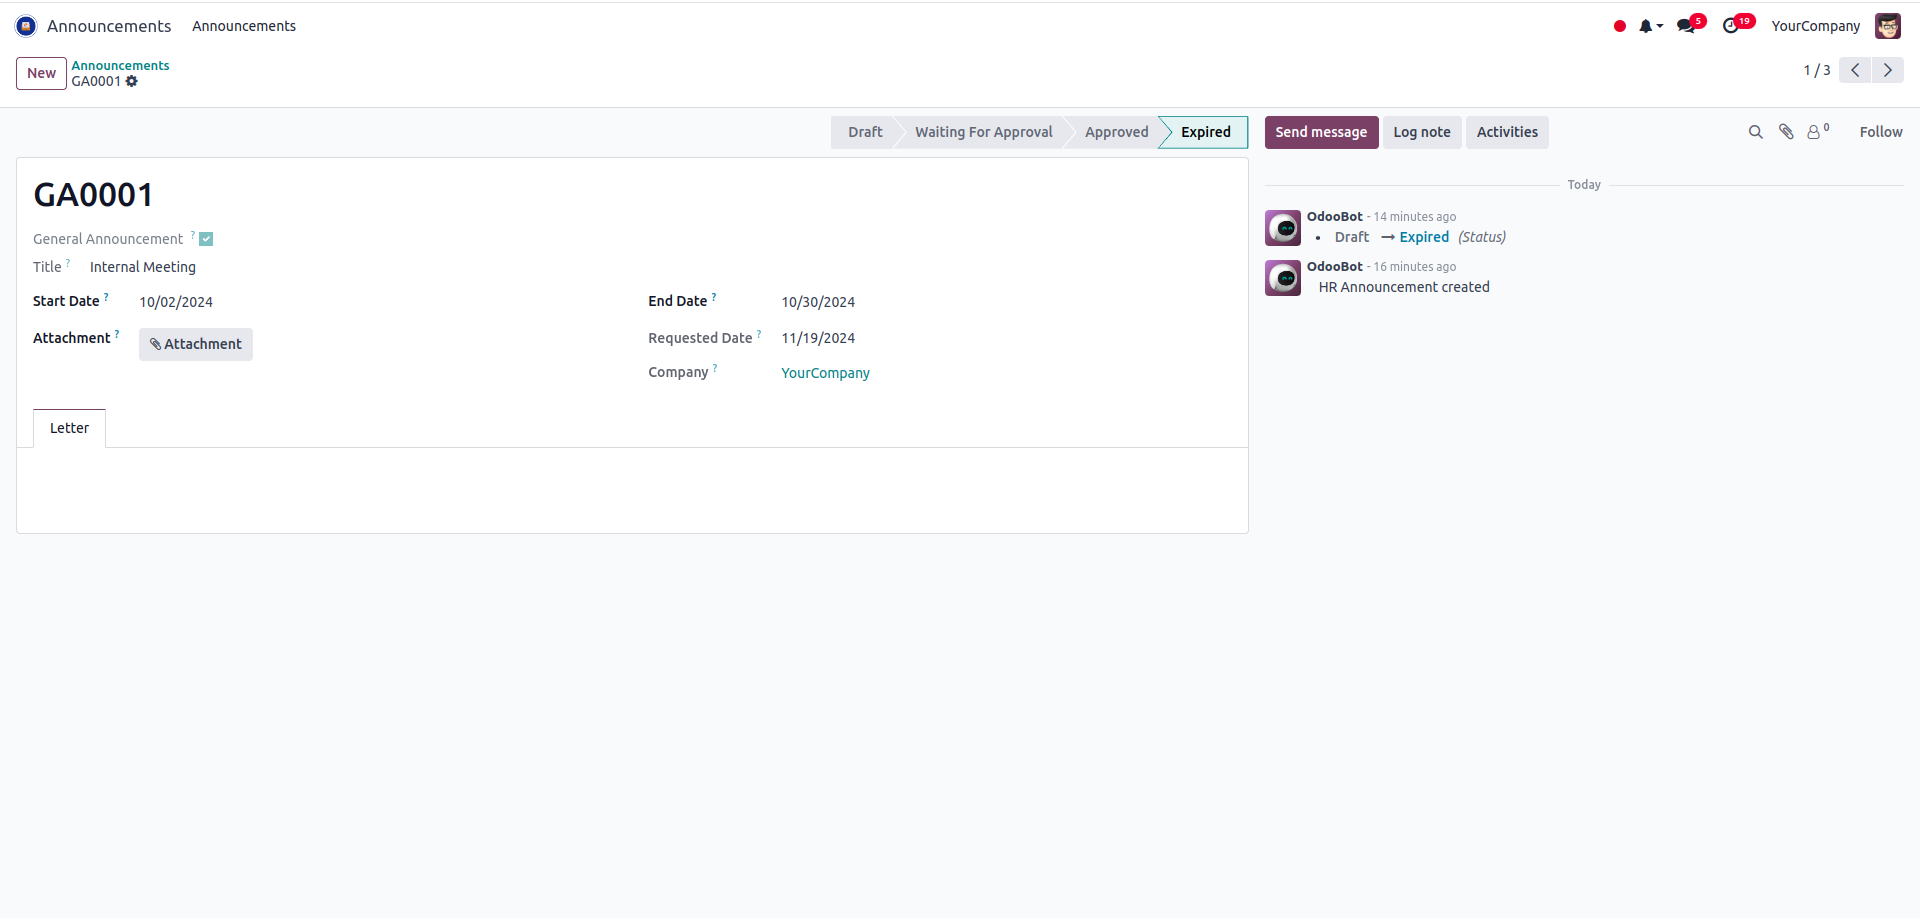 Announcements Announcements 5 19 YourCompany
New Announcements
GA0001 1 / 3
Draft Waiting For Approval Approved Expired Send message Log note Activities 0 Follow
GA0001
General Announcement ?
Title ? Internal Meeting
Start Date ? 10/02/2024 End Date ? 10/30/2024
Attachment ? Attachment Requested Date ? 11/19/2024
Company ? YourCompany
Letter
Today
OdooBot - 14 minutes ago
• Draft → Expired (Status)
OdooBot - 16 minutes ago
HR Announcement created